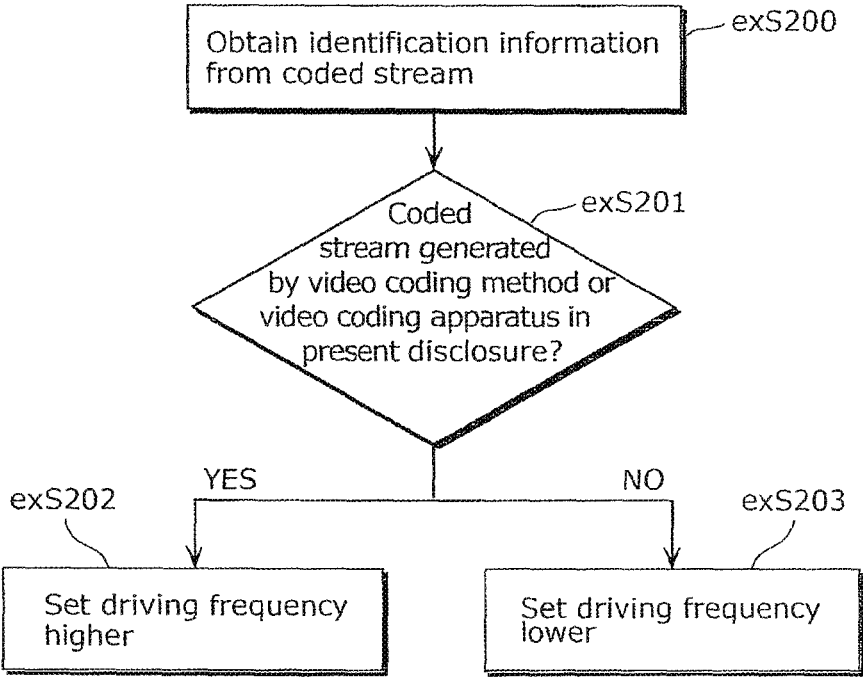 exS200
Obtain identification information
from coded stream
exS201
Coded
stream generated
by video coding method or
video coding apparatus in
present disclosure?
YES
NO
exS202
exS203
Set driving frequency
higher
Set driving frequency
lower